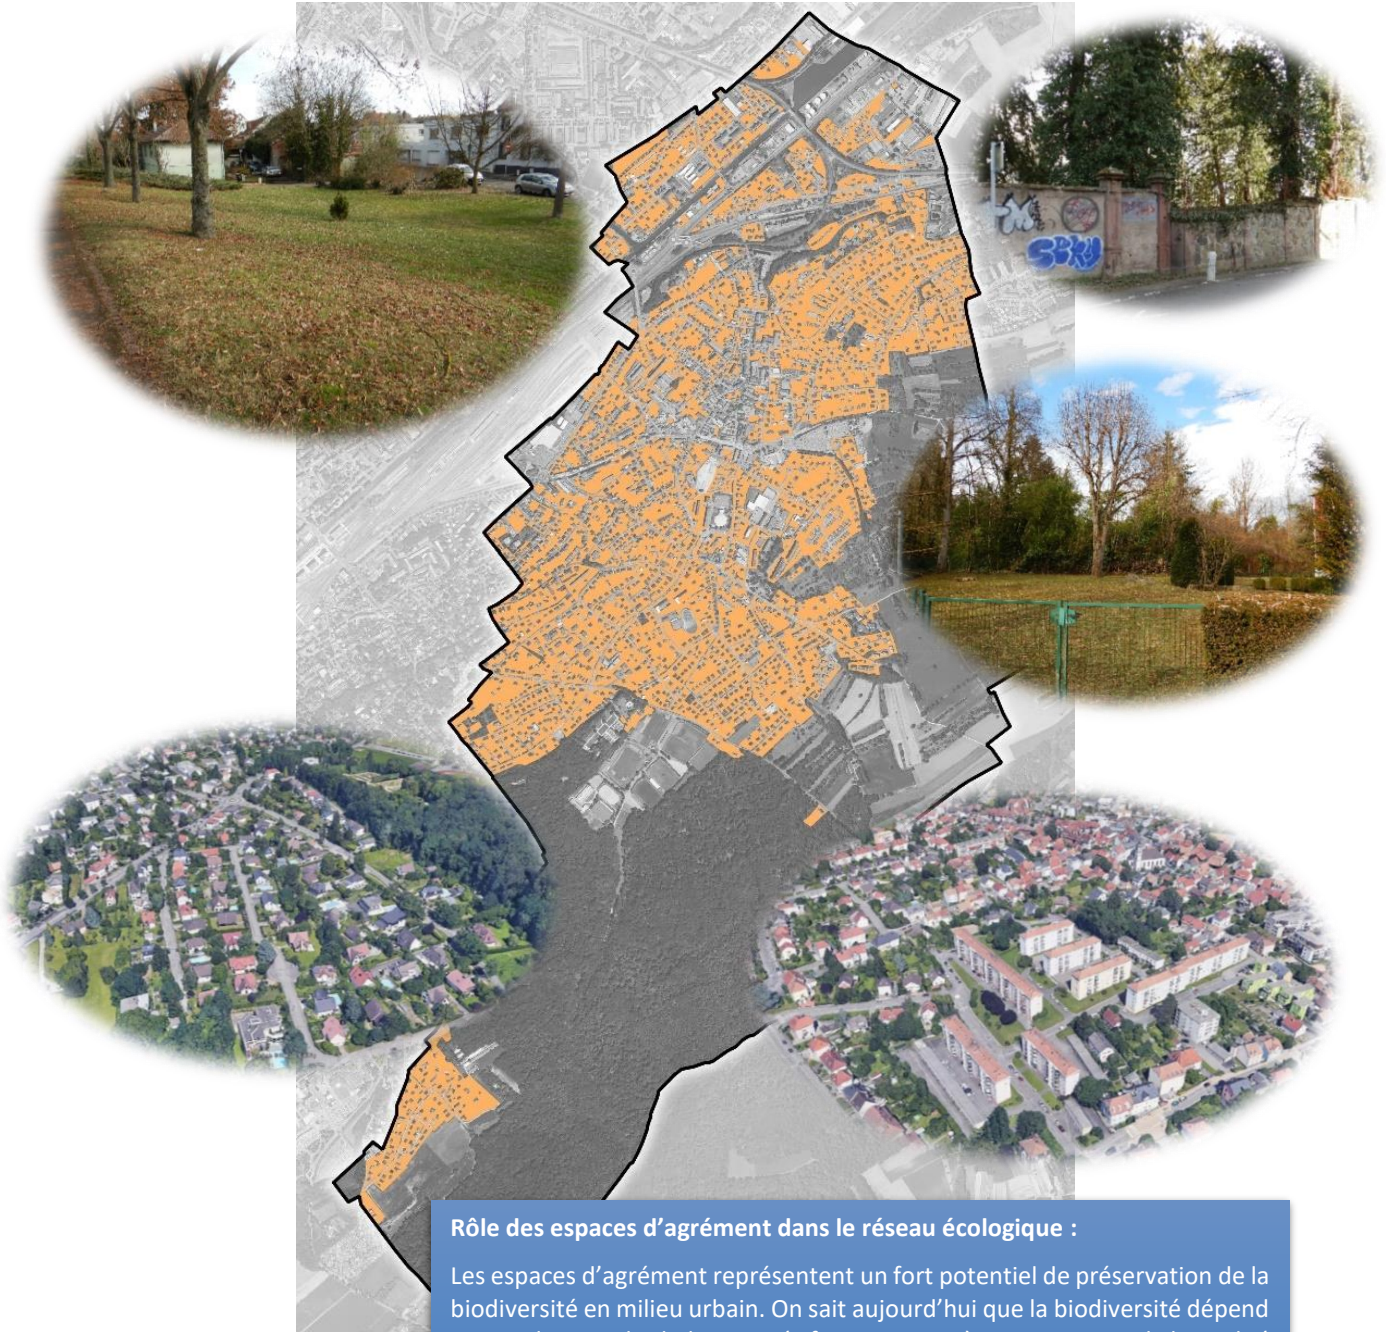 SEKY
Rôle des espaces d’agrément dans le réseau écologique :
Les espaces d’agrément représentent un fort potentiel de préservation de la
biodiversité en milieu urbain. On sait aujourd’hui que la biodiversité dépend